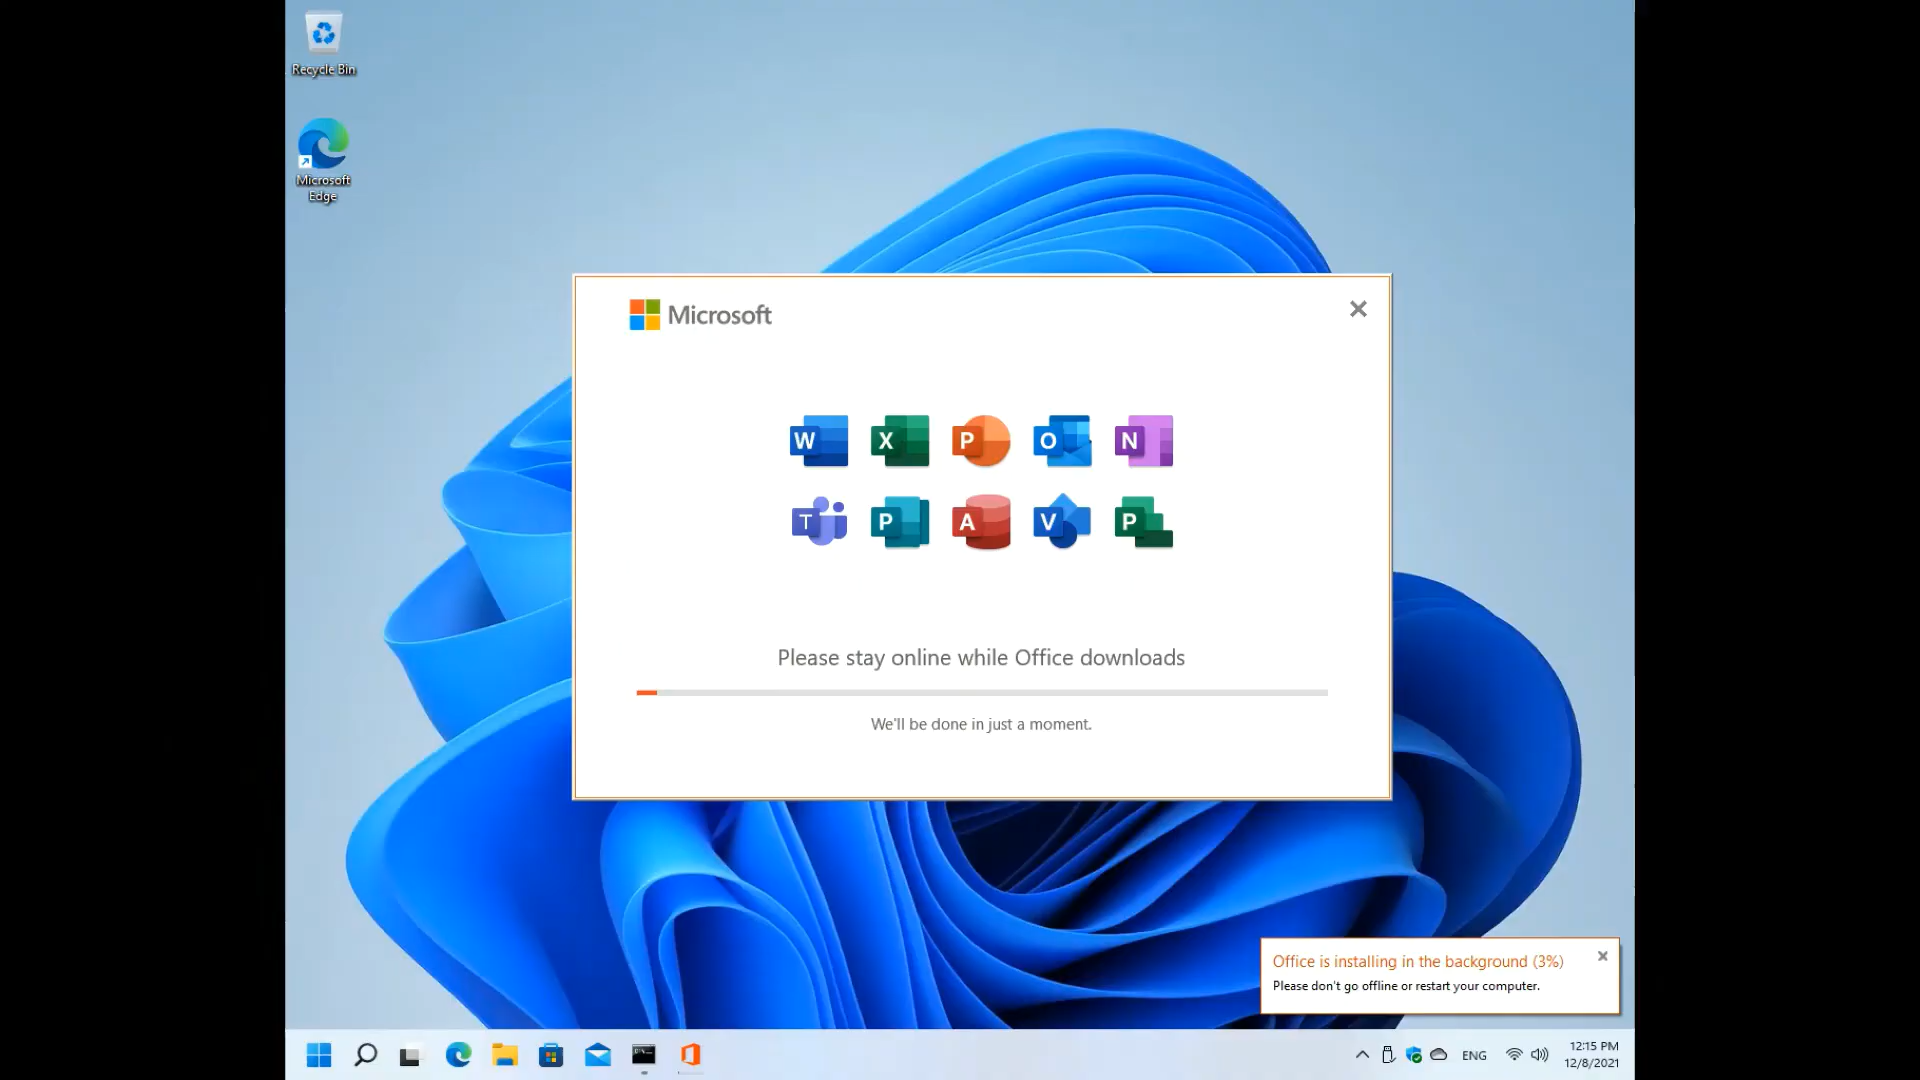 Recycle Bin
Microsoft
Edge
Microsoft
W X P O N
T P A V P
Please stay online while Office downloads
We'll be done in just a moment.
Office is installing in the background (3%)
Please don't go offline or restart your computer.
ENG
12:15 PM
12/8/2021